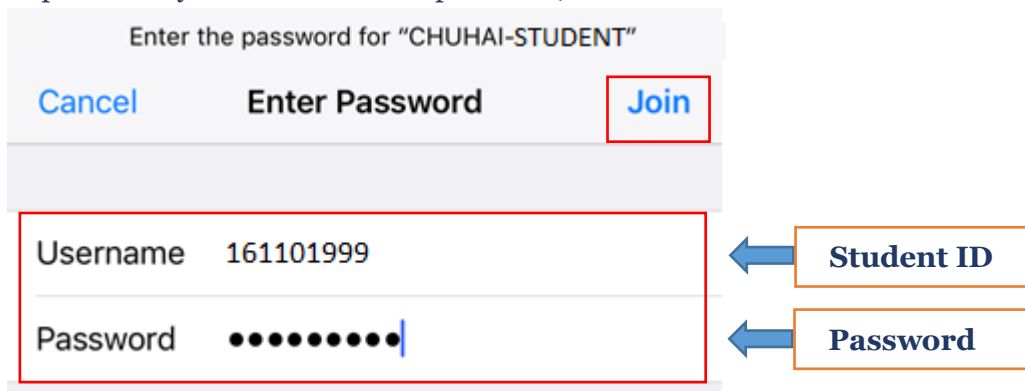 Enter the password for “CHUHAI-STUDENT”
Cancel Enter Password Join
Username 161101999 Student ID
Password ●●●●●●●●● Password